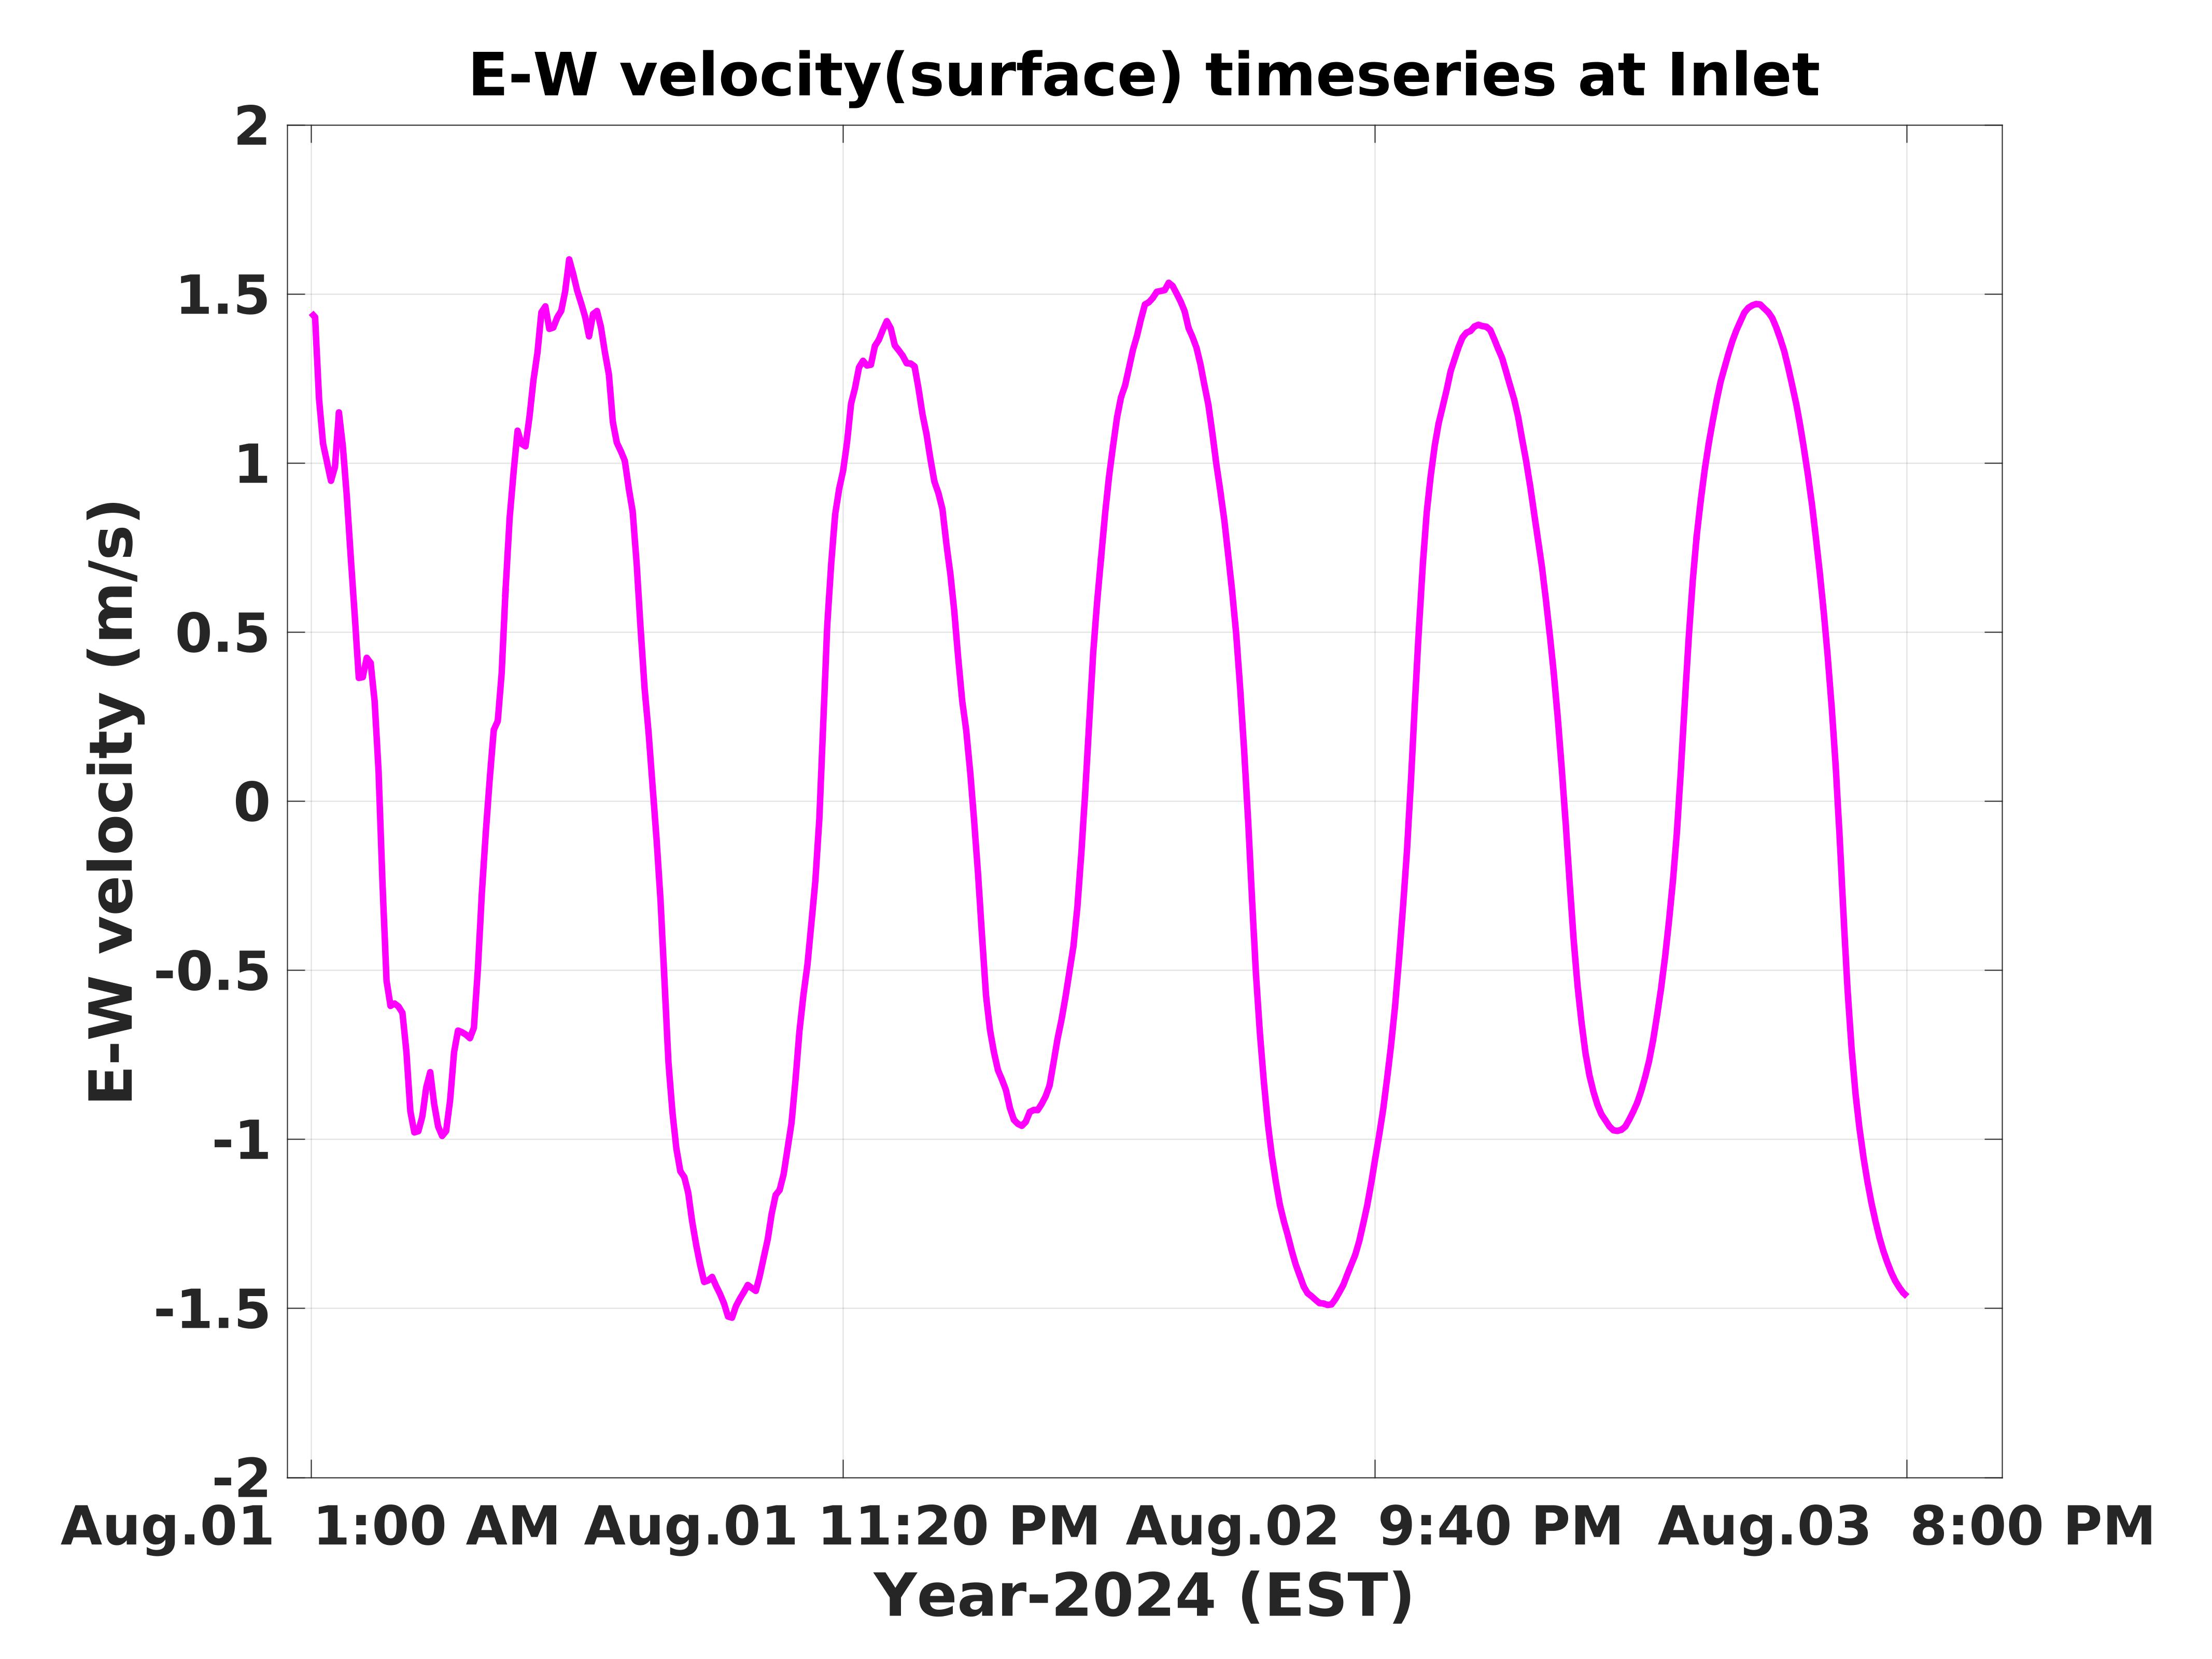 E-W velocity(surface) timeseries at Inlet
E-W velocity (m/s)
2
1.5
1
0.5
0
-0.5
-1
-1.5
-2
Aug.01 1:00 AM Aug.01 11:20 PM Aug.02 9:40 PM Aug.03 8:00 PM
Year-2024 (EST)